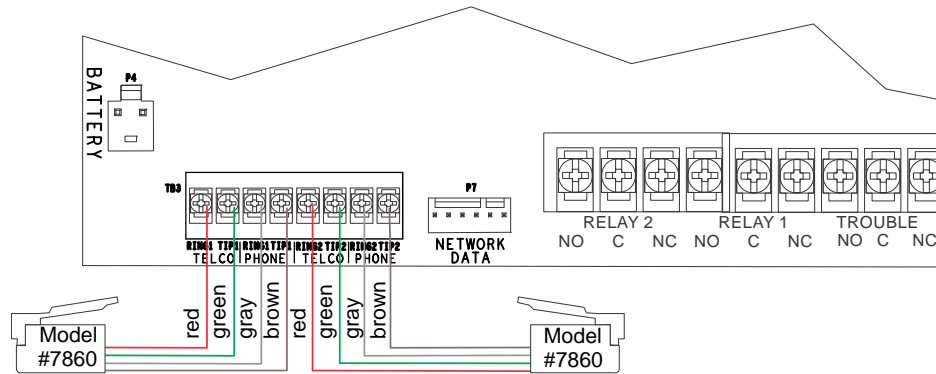 BATTERY
P4
TB3
P7
RING1 TIP1 RING1 TIP1 RING2 TIP2 RING2 TIP2
TELCO PHONE TELCO PHONE
NETWORK
DATA
RELAY 2 RELAY 1 TROUBLE
NO C NC NO C NC NO C NC
red green gray brown red green gray brown
Model
#7860
Model
#7860